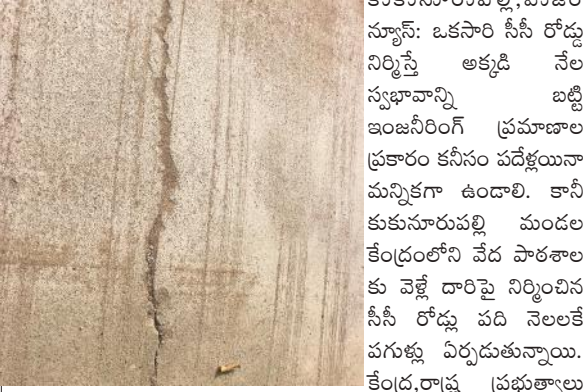 న్యూస్: ఒకసారి సీసీ రోడ్డు
నిర్మిస్తే అక్కడి నేల
స్వభావాన్ని బట్టి
ఇంజనీరింగ్ ప్రమాణాల
ప్రకారం కనీసం పదేళ్లయినా
మన్నికగా ఉండాలి. కానీ
కుకునూరుపల్లి మండల
కేంద్రంలోని వేద పాఠశాల
కు వెళ్లే దారిపై నిర్మించిన
సీసీ రోడ్లు పది నెలలకే
పగుళ్లు ఏర్పడుతున్నాయి.
కేంద్ర,రాష్ట్ర ప్రభుత్వాలు